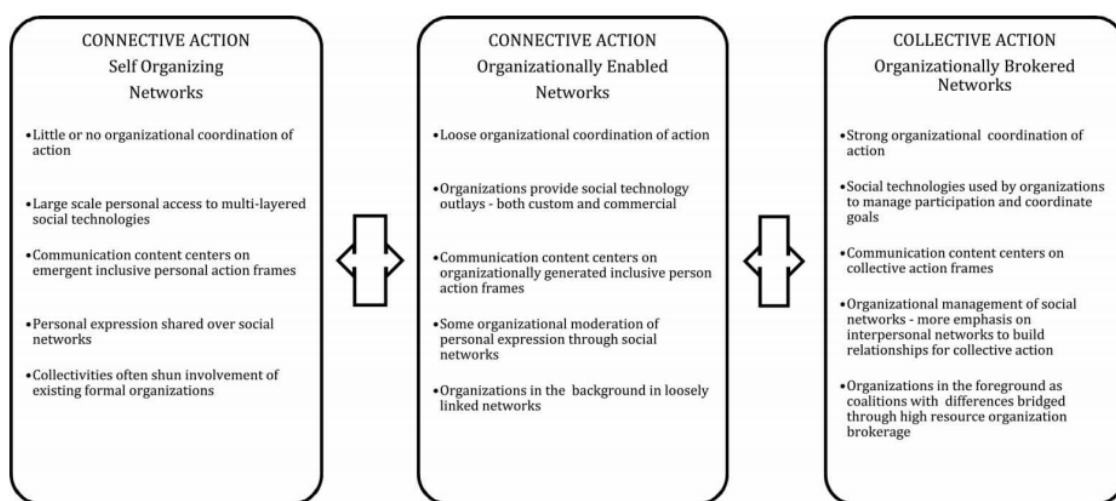 CONNECTIVE ACTION
Self Organizing
Networks
•Little or no organizational coordination of
action
•Large scale personal access to multi-layered
social technologies
•Communication content centers on
emergent inclusive personal action frames
•Personal expression shared over social
networks
•Collectivities often shun involvement of
existing formal organizations
CONNECTIVE ACTION
Organizationally Enabled
Networks
•Loose organizational coordination of action
•Organizations provide social technology
outlays - both custom and commercial
•Communication content centers on
organizationally generated inclusive person
action frames
•Some organizational moderation of
personal expression through social
networks
•Organizations in the background in loosely
linked networks
COLLECTIVE ACTION
Organizationally Brokered
Networks
•Strong organizational coordination of
action
•Social technologies used by organizations
to manage participation and coordinate
goals
•Communication content centers on
collective action frames
•Organizational management of social
networks - more emphasis on
interpersonal networks to build
relationships for collective action
•Organizations in the foreground as
coalitions with differences bridged
through high resource organization
brokerage